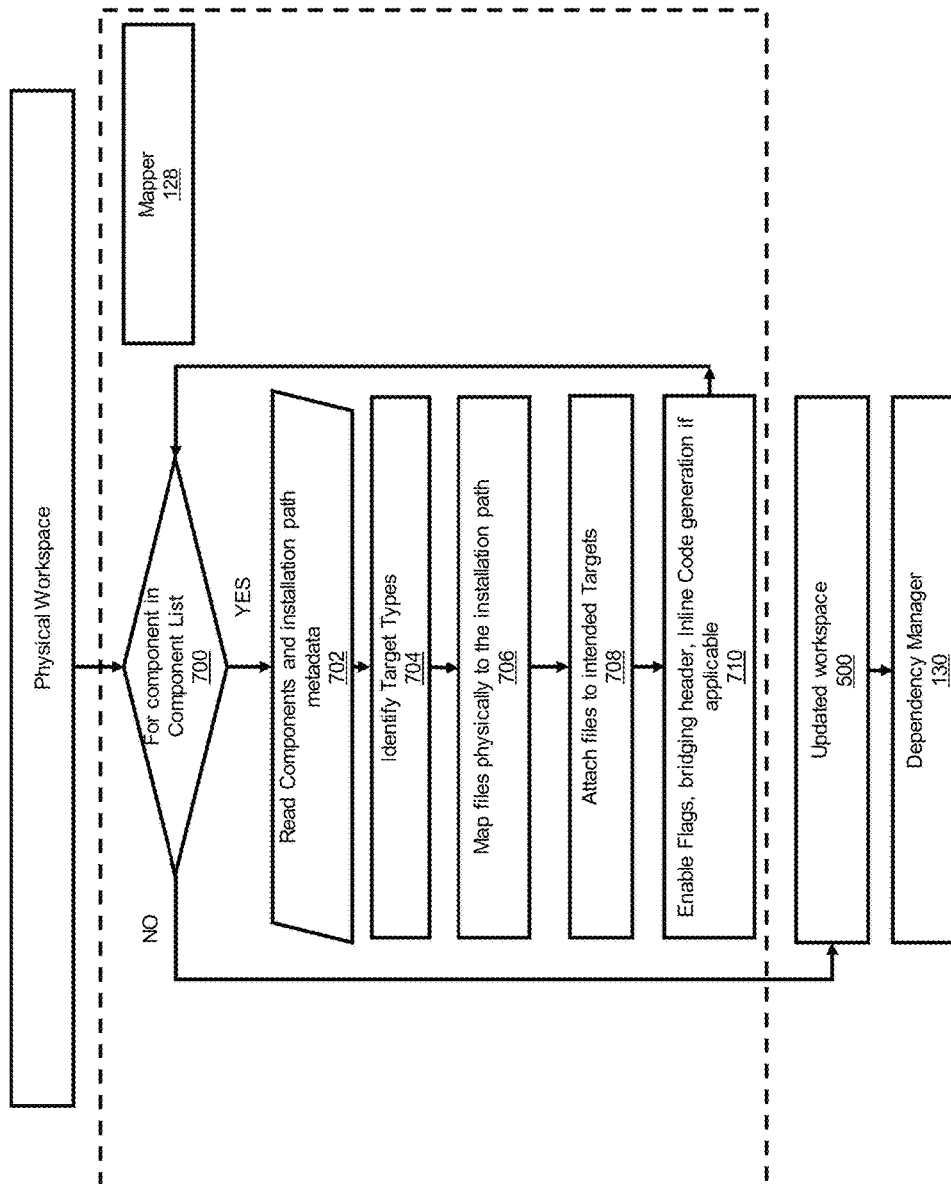 Physical Workspace
Mapper
128
For component in
Component List
700
YES
NO
Read Components and installation path
metadata
702
Identify Target Types
704
Map files physically to the installation path
706
Attach files to intended Targets
708
Enable Flags, bridging header, Inline Code generation if
applicable
710
Updated workspace
500
Dependency Manager
130